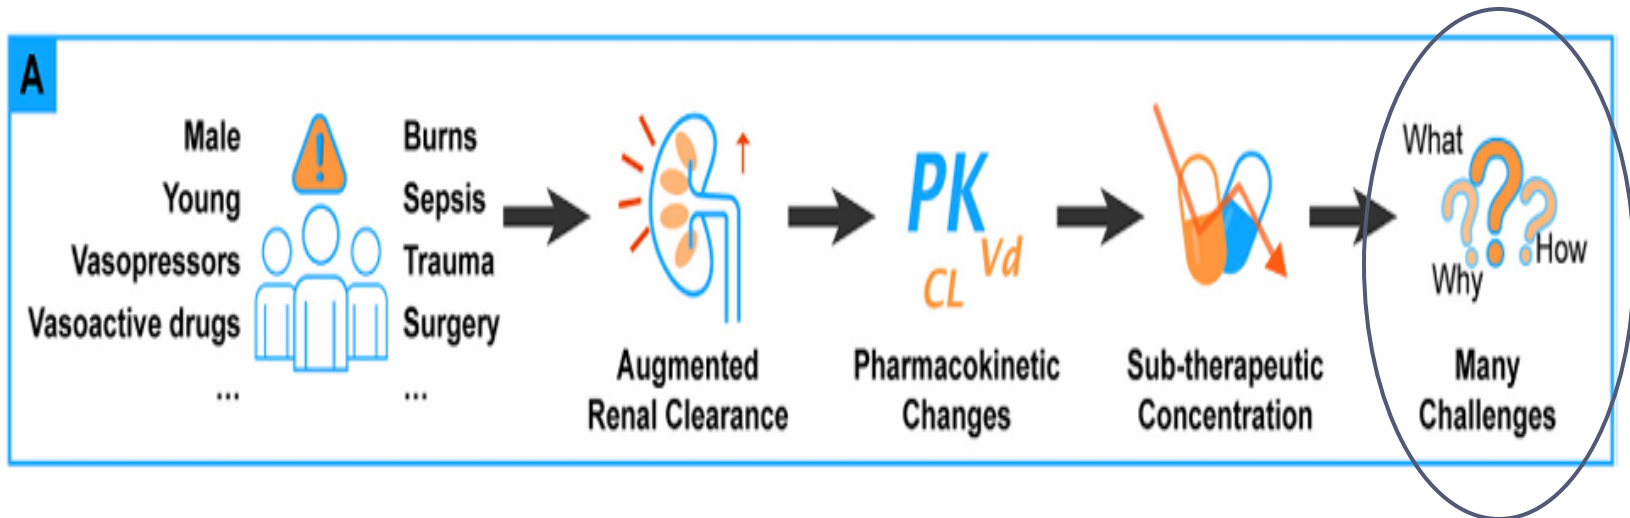 A
Male
Young
Vasopressors
Vasoactive drugs
...
!
Burns
Sepsis
Trauma
Surgery
...
Augmented
Renal Clearance
PK
CL Vd
Pharmacokinetic
Changes
Sub-therapeutic
Concentration
What
???
How
Why
Many
Challenges